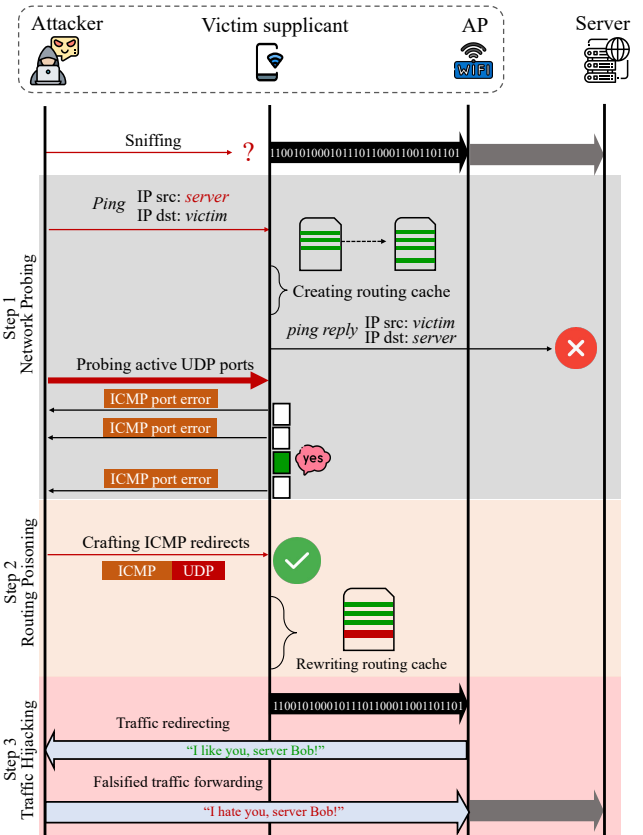 Attacker
Victim supplicant
AP
Server
WIFI
Sniffing
?
11001010001011101100011001101101
Step 1
Network Probing
Ping
IP src: server
IP dst: victim
Creating routing cache
ping reply
IP src: victim
IP dst: server
Probing active UDP ports
ICMP port error
ICMP port error
yes
ICMP port error
Step 2
Routing Poisoning
Crafting ICMP redirects
ICMP
UDP
Rewriting routing cache
Step 3
Traffic Hijacking
11001010001011101100011001101101
Traffic redirecting
“I like you, server Bob!”
Falsified traffic forwarding
“I hate you, server Bob!”